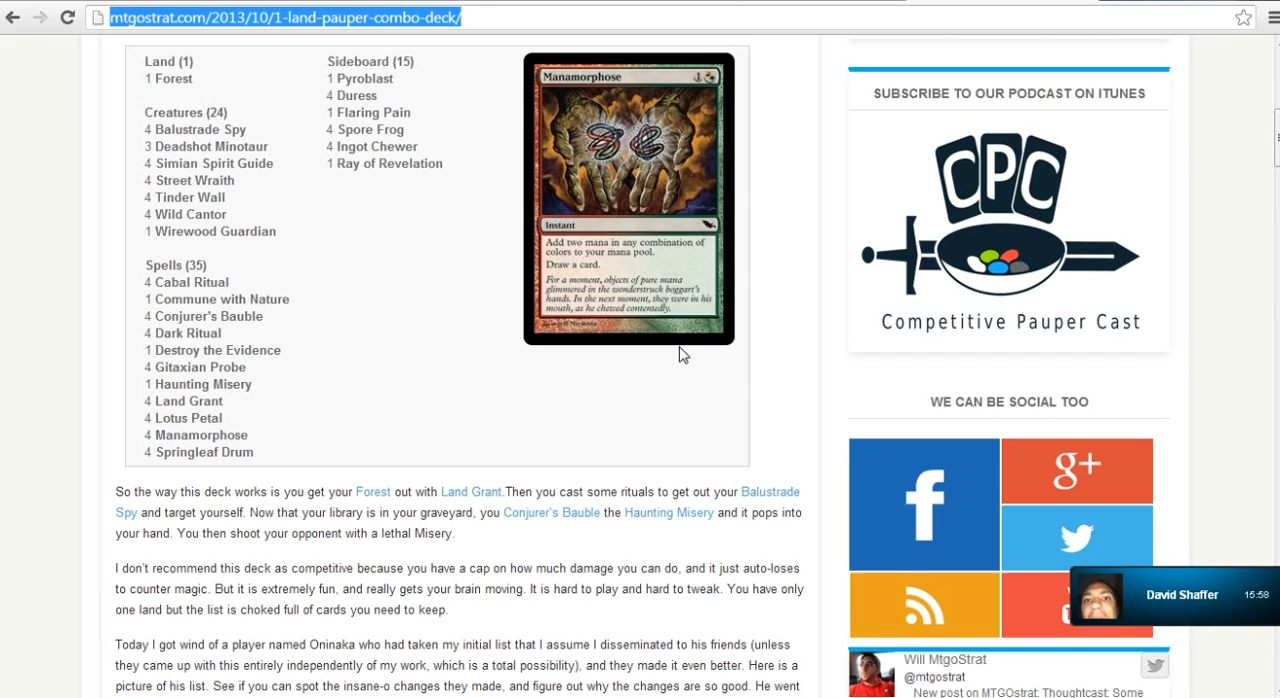 mtgostrat.com/2013/10/1-land-pauper-combo-deck/
Land (1)
1 Forest
Creatures (24)
4 Balustrade Spy
3 Deadshot Minotaur
4 Simian Spirit Guide
4 Street Wraith
4 Tinder Wall
4 Wild Cantor
1 Wirewood Guardian
Spells (35)
4 Cabal Ritual
1 Commune with Nature
4 Conjurer's Bauble
4 Dark Ritual
1 Destroy the Evidence
4 Gitaxian Probe
1 Haunting Misery
4 Land Grant
4 Lotus Petal
4 Manamorphose
4 Springleaf Drum
Sideboard (15)
1 Pyroblast
4 Duress
1 Flaring Pain
4 Spore Frog
4 Ingot Chewer
1 Ray of Revelation
Manamorphose 1
Instant
Add two mana in any combination of
colors to your mana pool.
Draw a card.
For a moment, objects of pure mana
glimmered in the wonderstruck boggart's
hands. In the next moment, they were in his
mouth, as he chewed contentedly.
So the way this deck works is you get your Forest out with Land Grant.Then you cast some rituals to get out your Balustrade
Spy and target yourself. Now that your library is in your graveyard, you Conjurer's Bauble the Haunting Misery and it pops into
your hand. You then shoot your opponent with a lethal Misery.
I don't recommend this deck as competitive because you have a cap on how much damage you can do, and it just auto-loses
to counter magic. But it is extremely fun, and really gets your brain moving. It is hard to play and hard to tweak. You have only
one land but the list is choked full of cards you need to keep.
Today I got wind of a player named Oninaka who had taken my initial list that I assume I disseminated to his friends (unless
they came up with this entirely independently of my work, which is a total possibility), and they made it even better. Here is a
picture of his list. See if you can spot the insane-o changes they made, and figure out why the changes are so good. He went
SUBSCRIBE TO OUR PODCAST ON ITUNES
CPC
Competitive Pauper Cast
WE CAN BE SOCIAL TOO
f
g+
David Shaffer 15:58
Will MtgoStrat
@mtgostrat
New post on MTGOstrat: Thoughtcast: Some